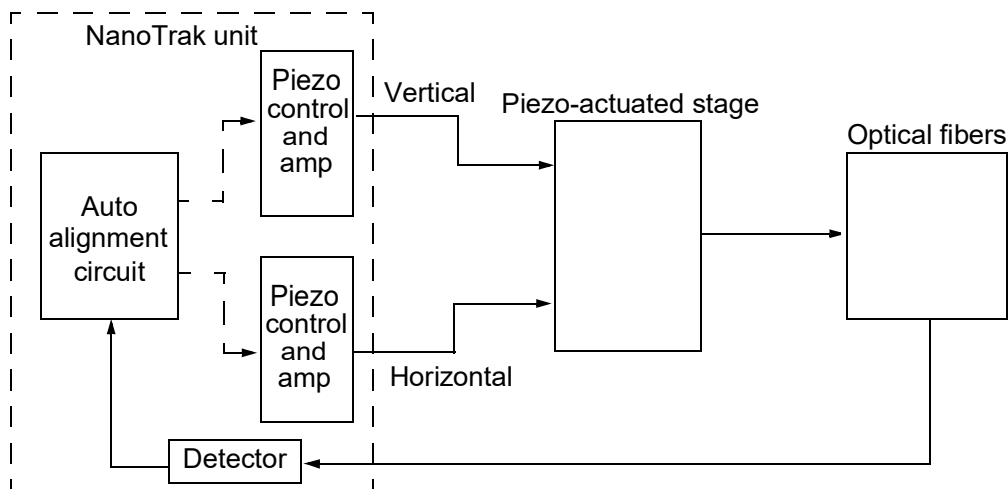 NanoTrak unit
Piezo
control
and
amp
Vertical
Piezo-actuated stage
Optical fibers
Auto
alignment
circuit
Piezo
control
and
amp
Horizontal
Detector